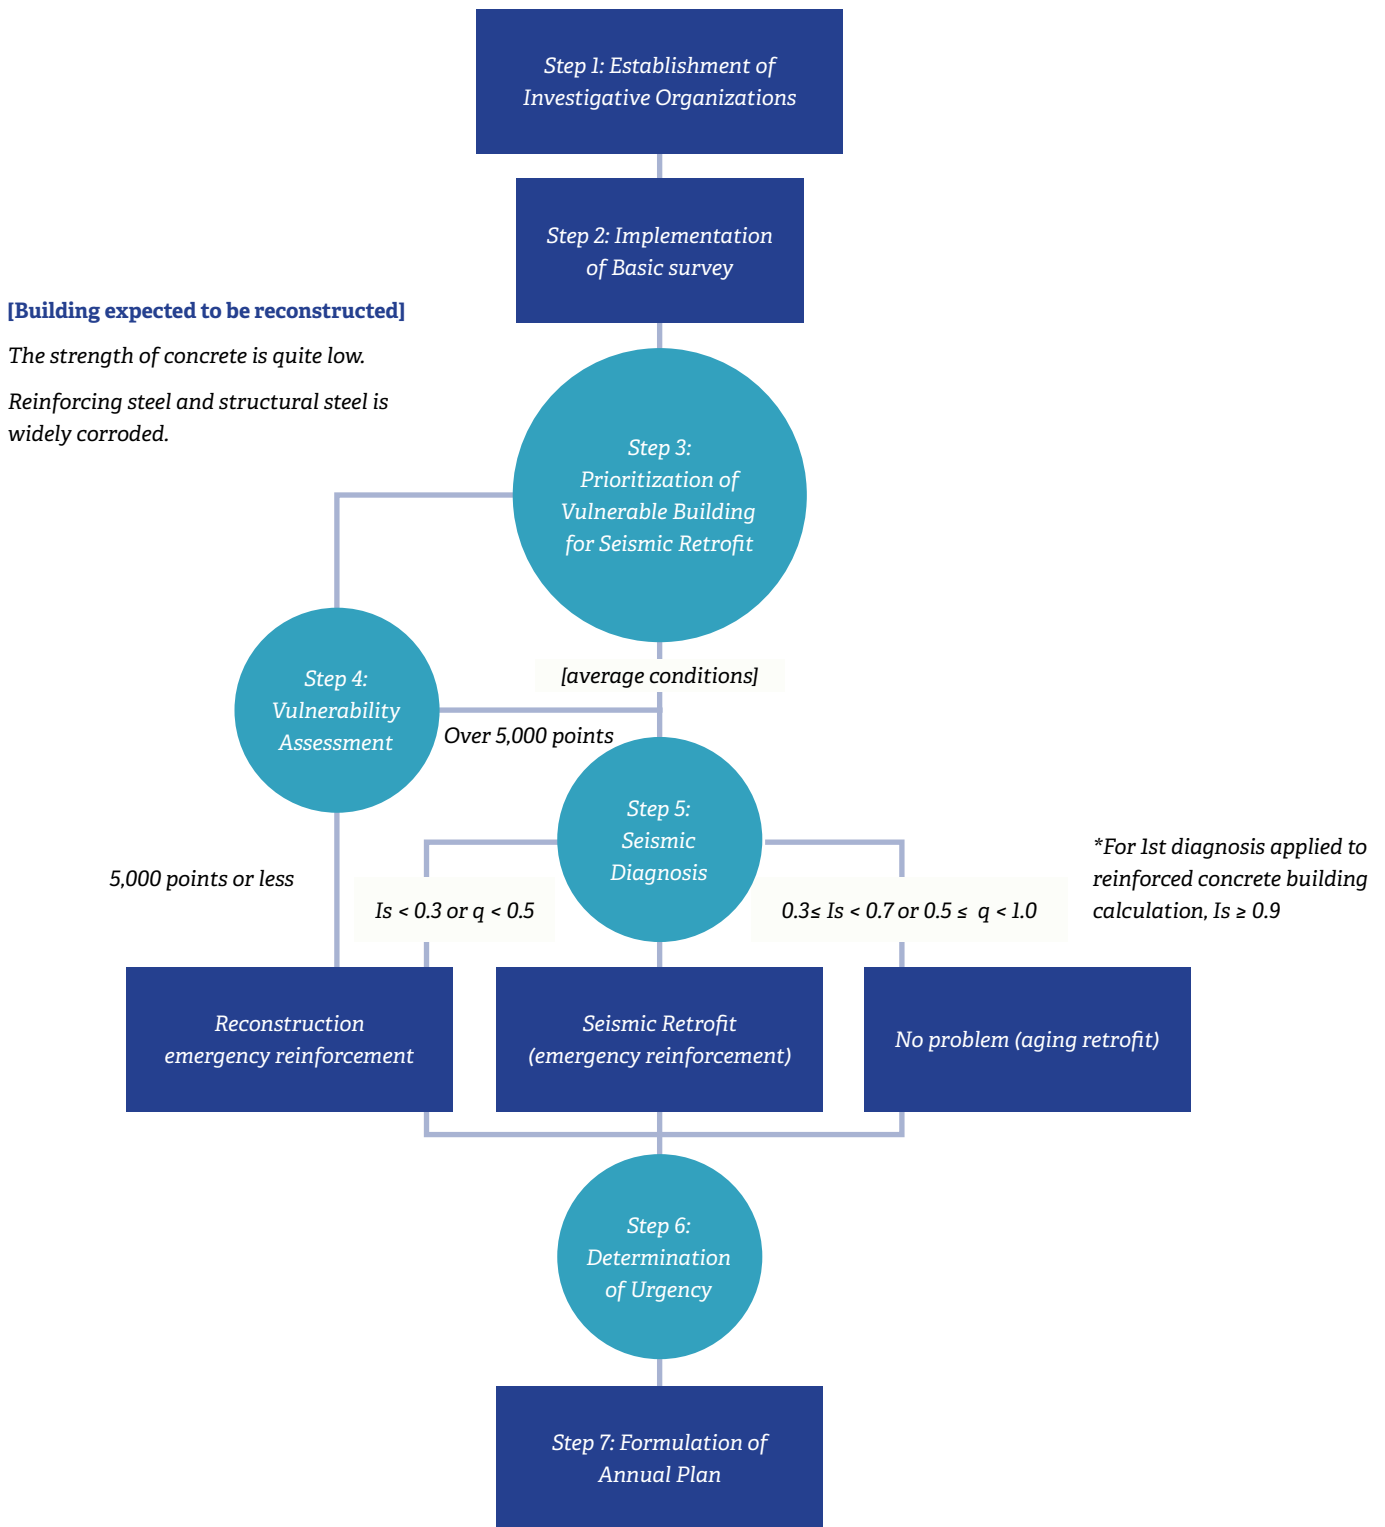 Step 1: Establishment of
Investigative Organizations
Step 2: Implementation
of Basic survey
[Building expected to be reconstructed]
The strength of concrete is quite low.
Reinforcing steel and structural steel is
widely corroded.
Step 3:
Prioritization of
Vulnerable Building
for Seismic Retrofit
Step 4:
Vulnerability
Assessment
[average conditions]
Over 5,000 points
Step 5:
Seismic
Diagnosis
5,000 points or less
Is < 0.3 or q < 0.5
0.3≤ Is < 0.7 or 0.5 ≤ q < 1.0
*For 1st diagnosis applied to
reinforced concrete building
calculation, Is ≥ 0.9
Reconstruction
emergency reinforcement
Seismic Retrofit
(emergency reinforcement)
No problem (aging retrofit)
Step 6:
Determination
of Urgency
Step 7: Formulation of
Annual Plan